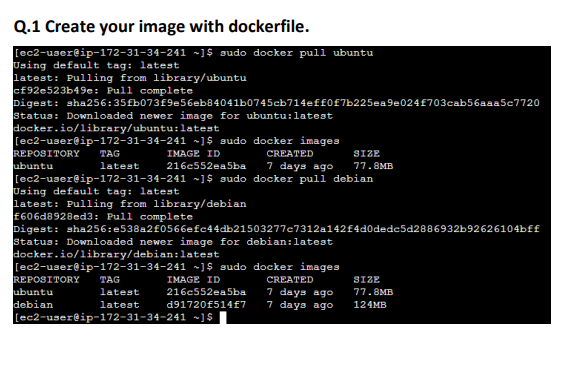 Q.1 Create your image with dockerfile.
[ec2-user@ip-172-31-34-241 ~]$ sudo docker pull ubuntu
Using default tag: latest
latest: Pulling from library/ubuntu
cf92e523b49e: Pull complete
Digest: sha256:35fb073f9e56eb84041b0745cb714eff0f7b225ea9e024f703cab56aaa5c7720
Status: Downloaded newer image for ubuntu:latest
docker.io/library/ubuntu:latest
[ec2-user@ip-172-31-34-241 ~]$ sudo docker images
REPOSITORY TAG IMAGE ID CREATED SIZE
ubuntu latest 216c552ea5ba 7 days ago 77.8MB
[ec2-user@ip-172-31-34-241 ~]$ sudo docker pull debian
Using default tag: latest
latest: Pulling from library/debian
f606d8928ed3: Pull complete
Digest: sha256:e538a2f0566efc44db21503277c7312a142f4d0dedc5d2886932b92626104bff
Status: Downloaded newer image for debian:latest
docker.io/library/debian:latest
[ec2-user@ip-172-31-34-241 ~]$ sudo docker images
REPOSITORY TAG IMAGE ID CREATED SIZE
ubuntu latest 216c552ea5ba 7 days ago 77.8MB
debian latest d91720f514f7 7 days ago 124MB
[ec2-user@ip-172-31-34-241 ~]$